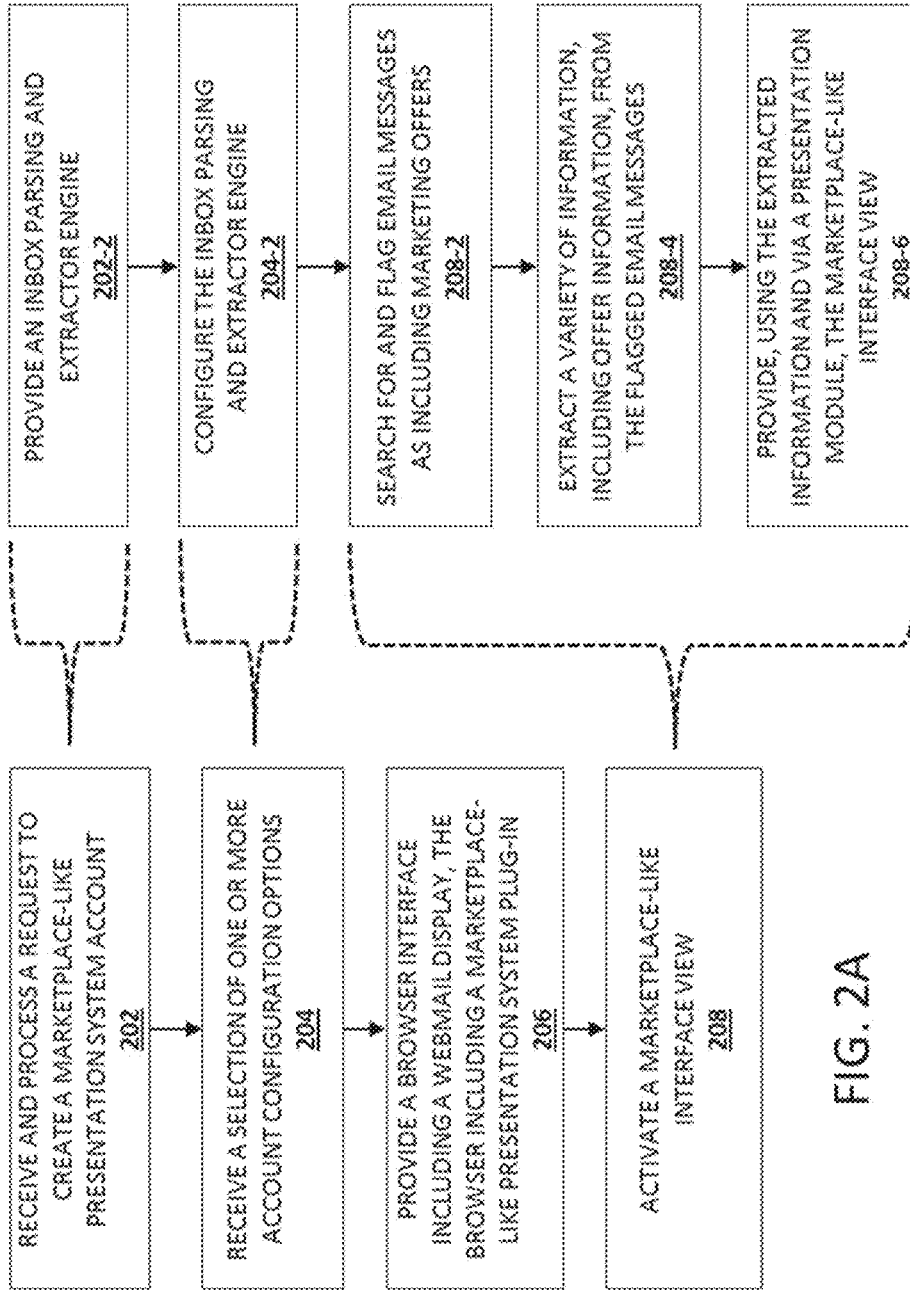 RECEIVE AND PROCESS A REQUEST TO
CREATE A MARKETPLACE-LIKE
PRESENTATION SYSTEM ACCOUNT
202
RECEIVE A SELECTION OF ONE OR MORE
ACCOUNT CONFIGURATION OPTIONS
204
PROVIDE A BROWSER INTERFACE
INCLUDING A WEBMAIL DISPLAY, THE
BROWSER INCLUDING A MARKETPLACE-
LIKE PRESENTATION SYSTEM PLUG-IN
206
ACTIVATE A MARKETPLACE-LIKE
INTERFACE VIEW
208
PROVIDE AN INBOX PARSING AND
EXTRACTOR ENGINE
202-2
CONFIGURE THE INBOX PARSING
AND EXTRACTOR ENGINE
204-2
SEARCH FOR AND FLAG EMAIL MESSAGES
AS INCLUDING MARKETING OFFERS
208-2
EXTRACT A VARIETY OF INFORMATION,
INCLUDING OFFER INFORMATION, FROM
THE FLAGGED EMAIL MESSAGES
208-4
PROVIDE, USING THE EXTRACTED
INFORMATION AND VIA A PRESENTATION
MODULE, THE MARKETPLACE-LIKE
INTERFACE VIEW
208-6
FIG. 2A